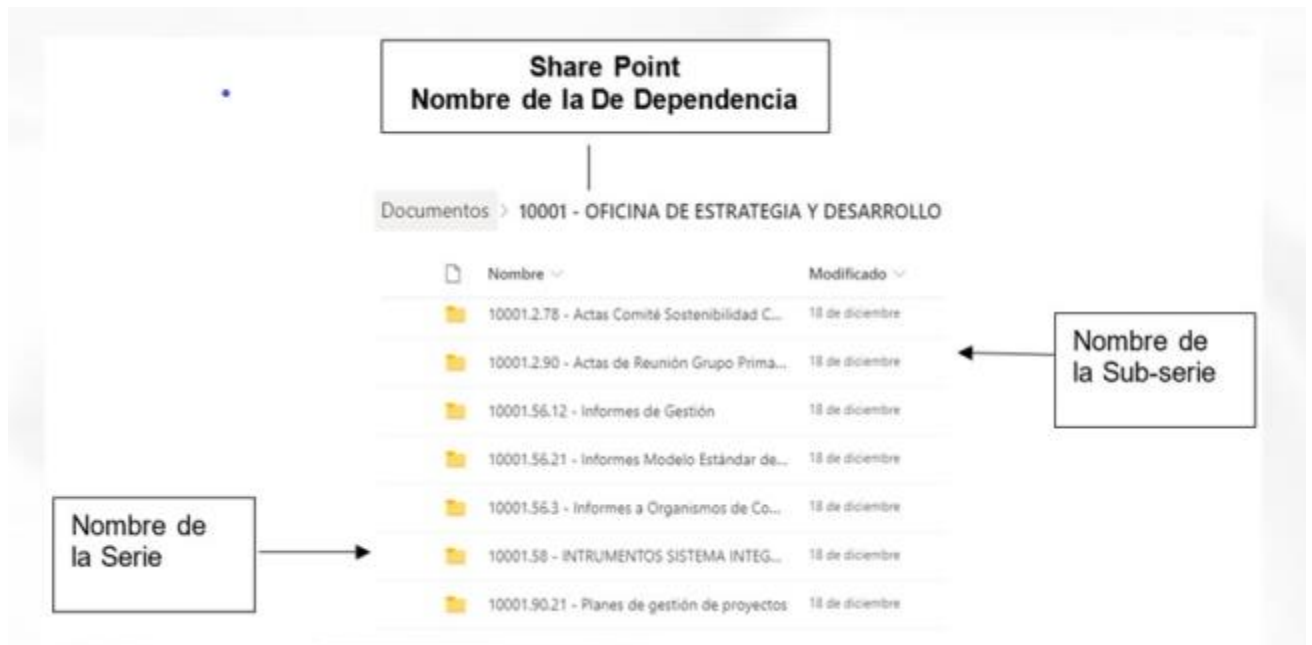 Share Point
Nombre de la De Dependencia
Documentos > 10001 - OFICINA DE ESTRATEGIA Y DESARROLLO
Nombre Modificado
10001.2.78 - Actas Comité Sostenibilidad C... 18 de diciembre
10001.2.90 - Actas de Reunión Grupo Prima... 18 de diciembre
Nombre de
la Sub-serie
10001.56.12 - Informes de Gestión 18 de diciembre
10001.56.21 - Informes Modelo Estándar de... 18 de diciembre
10001.56.3 - Informes a Organismos de Co... 18 de diciembre
Nombre de
la Serie
10001.58 - INTRUMENTOS SISTEMA INTEG... 18 de diciembre
10001.90.21 - Planes de gestión de proyectos 18 de diciembre